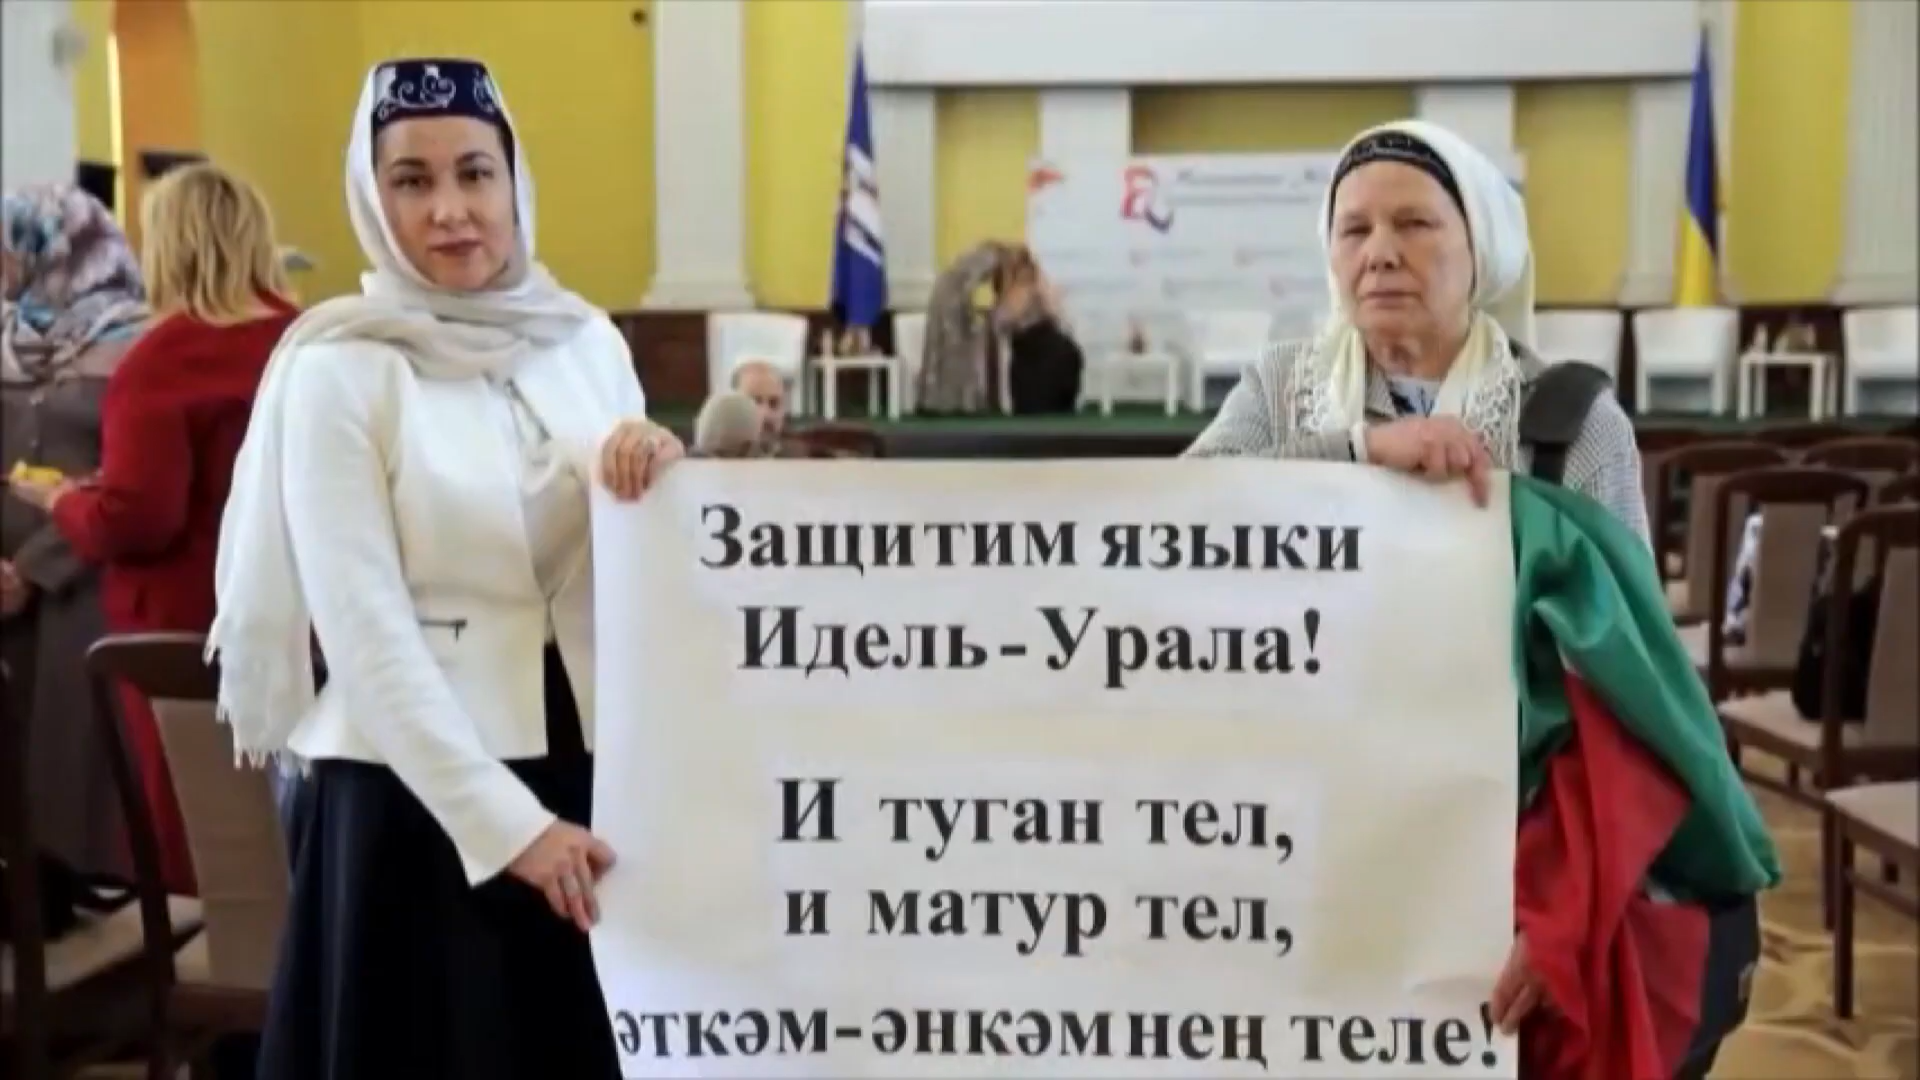 Защитим языки
Идель-Урала!
И туган тел,
и матур тел,
әткәм-әнкәмнең теле!